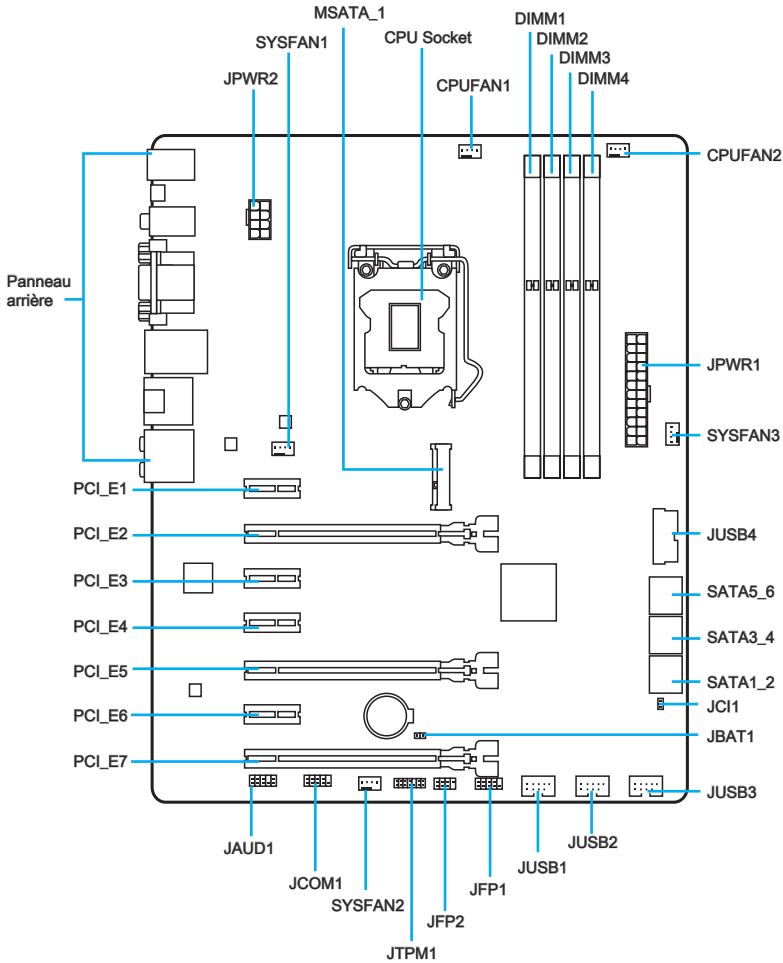 MSATA_1
DIMM1
SYSFAN1
CPU Socket
DIMM2
DIMM3
JPWR2
CPUFAN1
DIMM4
CPUFAN2
Panneau
arrière
JPWR1
SYSFAN3
PCI_E1
PCI_E2
JUSB4
PCI_E3
SATA5_6
PCI_E4
SATA3_4
PCI_E5
SATA1_2
JCI1
PCI_E6
JBAT1
PCI_E7
JUSB3
JAUD1
JUSB2
JUSB1
JCOM1
JFP1
SYSFAN2
JFP2
JTPM1